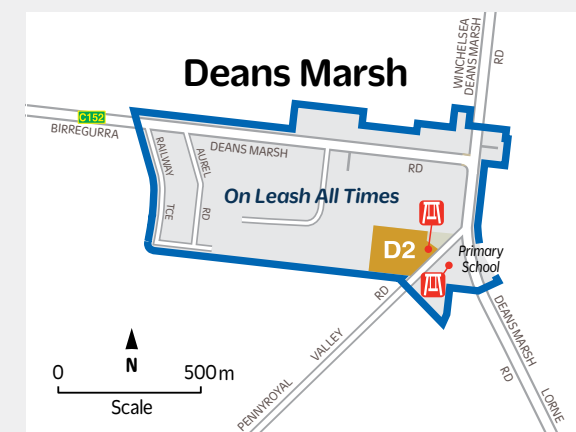 Deans Marsh
WINCHELSEA
DEANS MARSH
RD
C152
BIRREGURRA
DEANS MARSH
RD
RAILWAY
TCE
AUREL
RD
On Leash All Times
D2
Primary
School
RD
VALLEY
PENNYROYAL
DEANS MARSH
RD
LORNE
N
0
500m
Scale